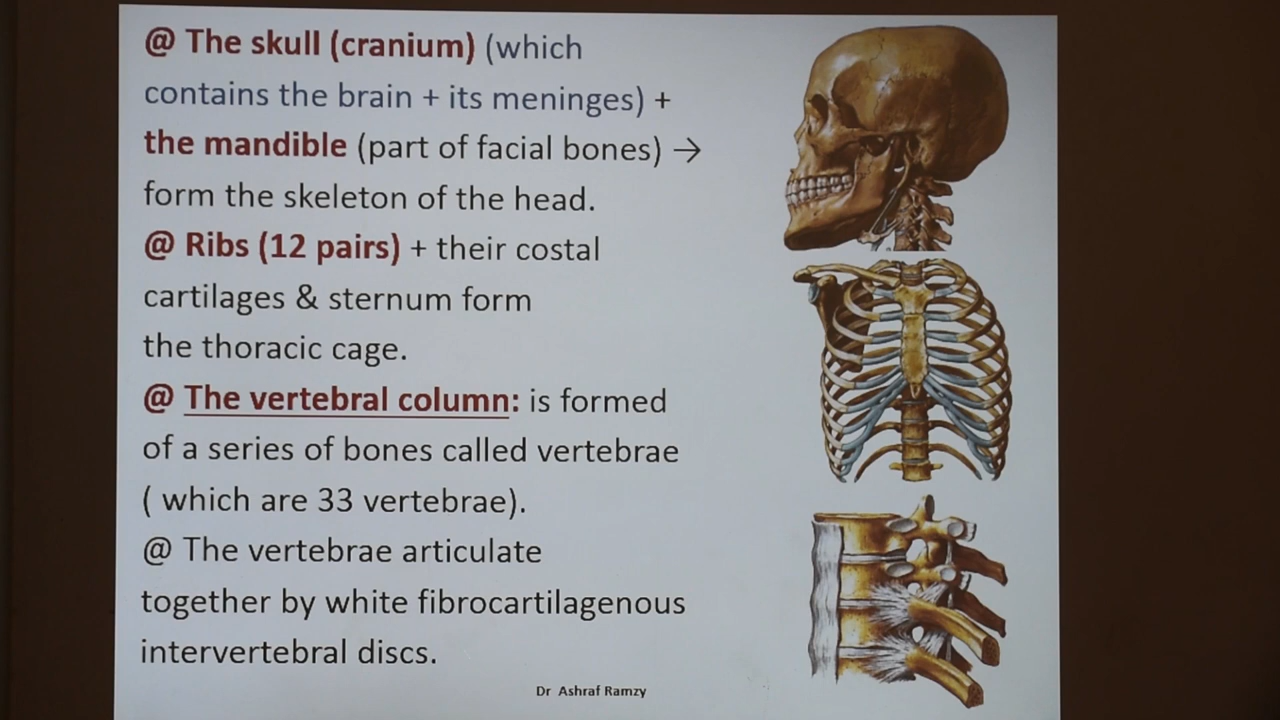 @ The skull (cranium) (which
contains the brain + its meninges) +
the mandible (part of facial bones) →
form the skeleton of the head.
@ Ribs (12 pairs) + their costal
cartilages & sternum form
the thoracic cage.
@ The vertebral column: is formed
of a series of bones called vertebrae
( which are 33 vertebrae).
@ The vertebrae articulate
together by white fibrocartilagenous
intervertebral discs.
Dr Ashraf Ramzy